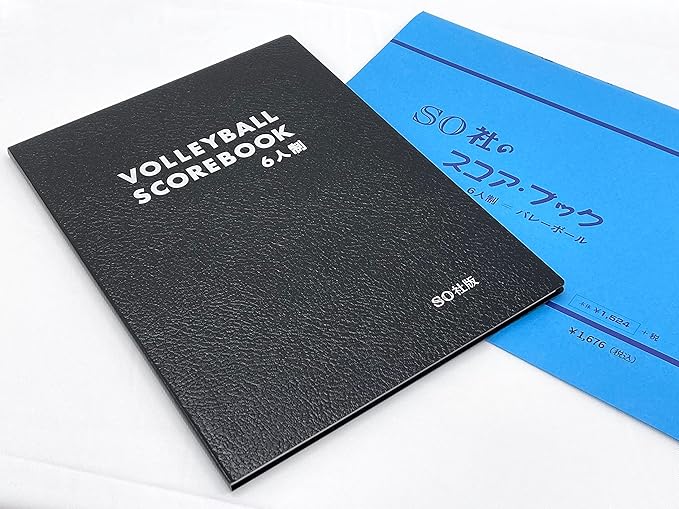 VOLLEYBALL
SCOREBOOK
6人制
SO社版
SO社の
スコア・ブック
6人制 = バレーボール
本体 ¥1,524 +税
¥1,676 (税込)